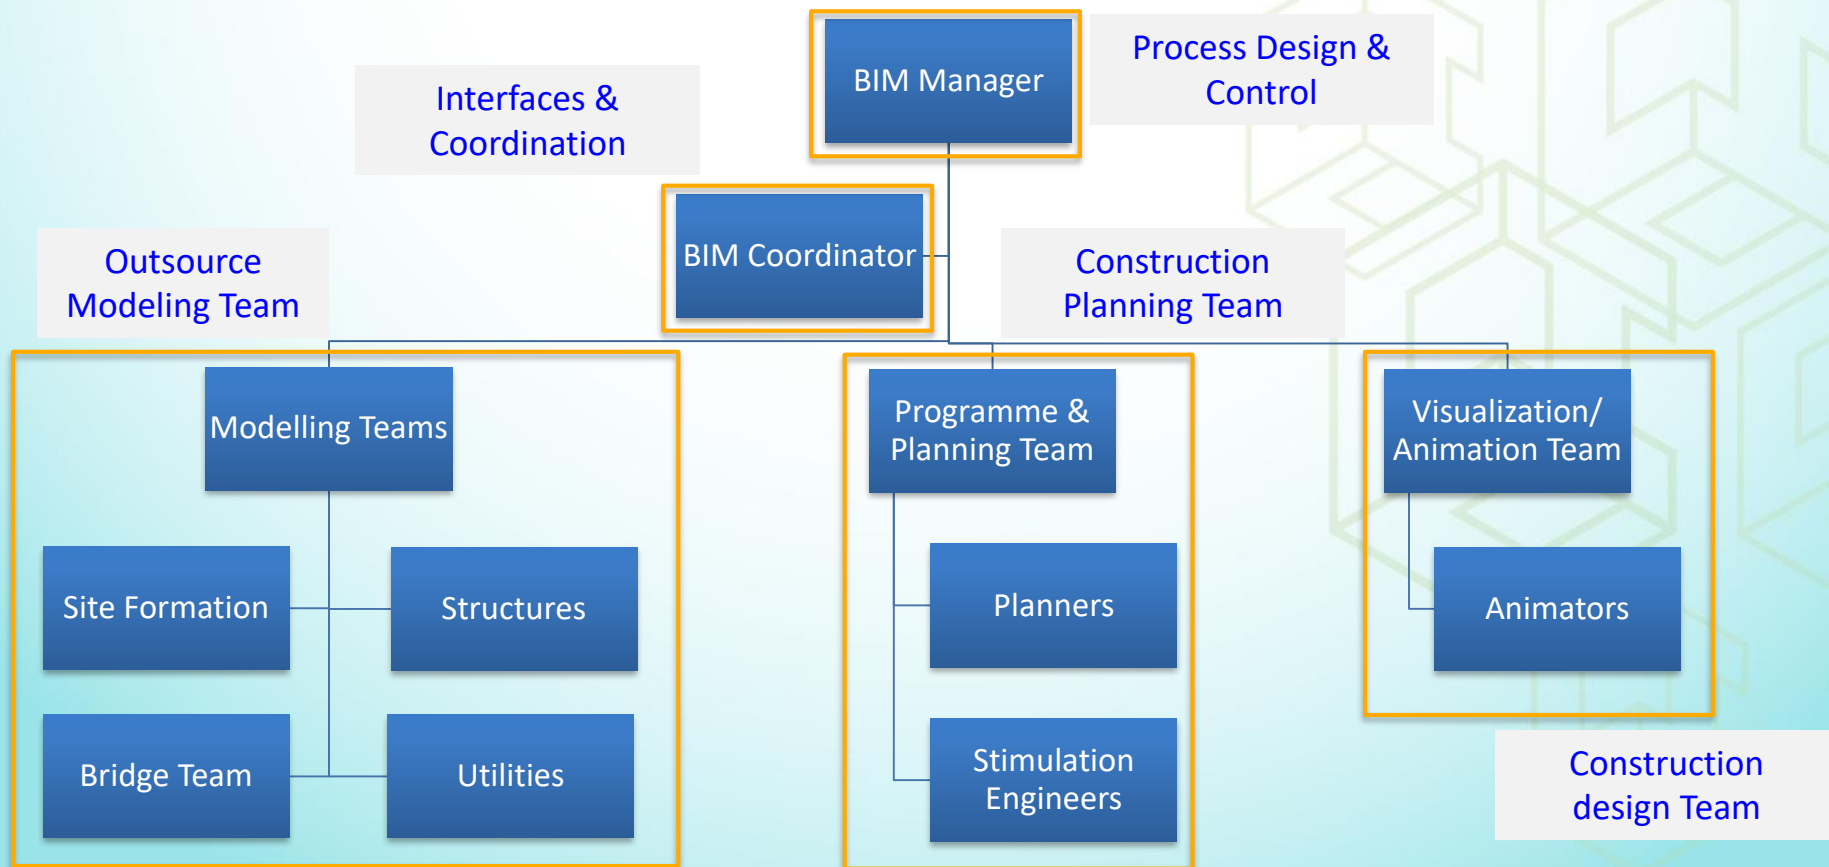 BIM Manager
Process Design &
Control
Interfaces &
Coordination
BIM Coordinator
Outsource
Modeling Team
Construction
Planning Team
Modelling Teams
Programme &
Planning Team
Visualization/
Animation Team
Site Formation
Structures
Planners
Animators
Bridge Team
Utilities
Stimulation
Engineers
Construction
design Team